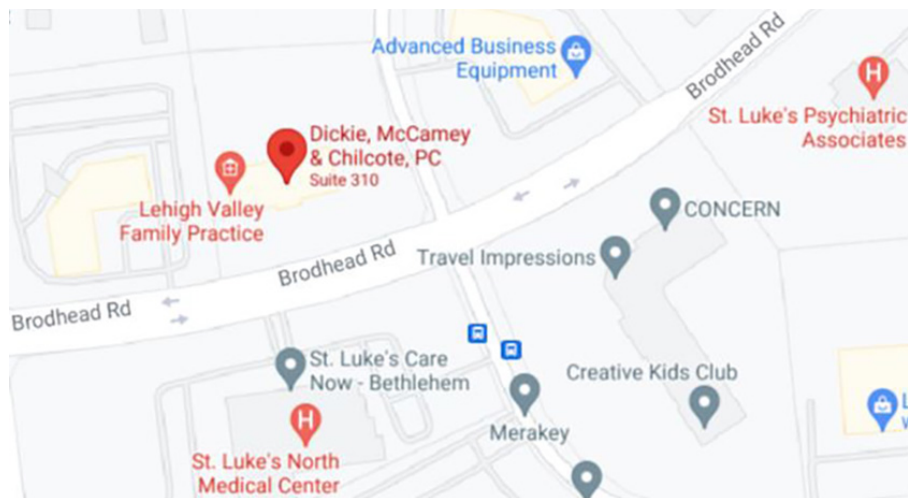 Advanced Business
Equipment
Brodhead Rd
St. Luke's Psychiatric
Associates
Dickie, McCamey
& Chilcote, PC
Suite 310
Lehigh Valley
Family Practice
CONCERN
Travel Impressions
Brodhead Rd
Brodhead Rd
St. Luke's Care
Now - Bethlehem
Creative Kids Club
Merakey
St. Luke's North
Medical Center
H
H